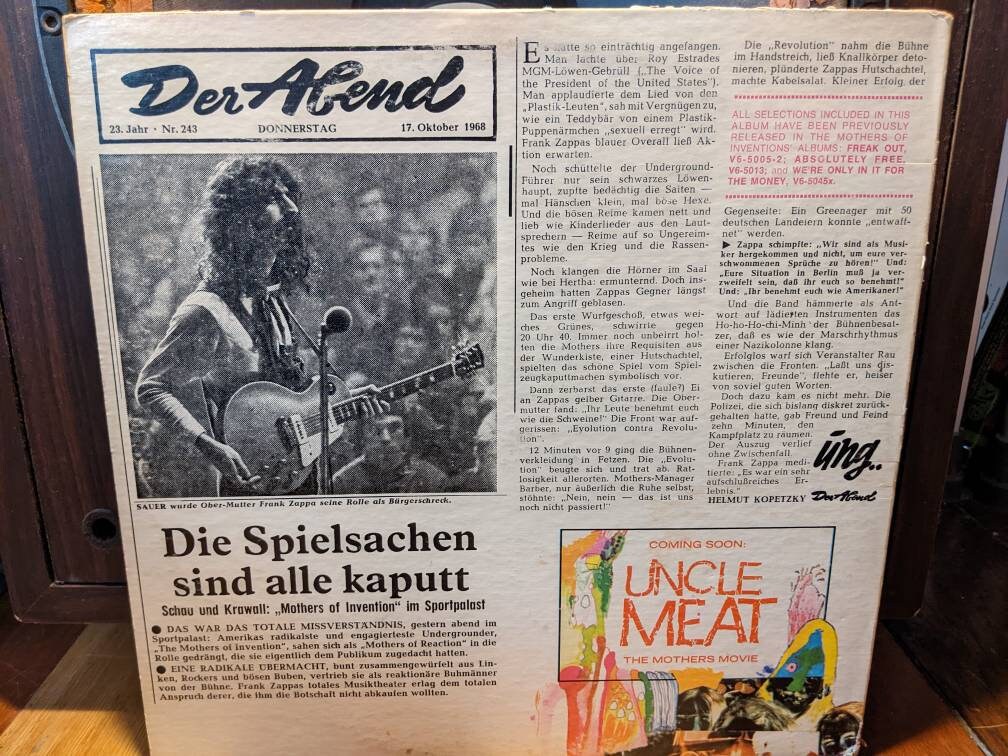 Der Abend
23. Jahr · Nr. 243 DONNERSTAG 17. Oktober 1968
SAUER wurde Ober-Mutter Frank Zappa seine Rolle als Bürgerschreck.
Die Spielsachen
sind alle kaputt
Schau und Krawall: „Mothers of Invention" im Sportpalast
● DAS WAR DAS TOTALE MISSVERSTÄNDNIS, gestern abend im
Sportpalast: Amerikas radikalste und engagierteste Undergrounder,
„The Mothers of invention", sahen sich als „Mothers of Reaction" in die
Rolle gedrängt, die sie eigentlich dem Publikum zugedacht hatten.
● EINE RADIKALE ÜBERMACHT, bunt zusammengewürfelt aus Lin-
ken, Rockers und bösen Buben, vertrieb sie als reaktionäre Buhmänner
von der Bühne. Frank Zappas totales Musiktheater erlag dem totalen
Anspruch derer, die ihm die Botschaft nicht abkaufen wollten.
Es hatte so einträchtig angefangen.
Man lachte über Roy Estrades
MGM-Löwen-Gebrüll („The Voice of
the President of the United States").
Man applaudierte dem Lied von den
„Plastik-Leuten", sah mit Vergnügen zu,
wie ein Teddybär von einem Plastik-
Puppenärmchen „sexuell erregt" wird.
Frank Zappas blauer Overall ließ Ak-
tion erwarten.
Noch schüttelte der Underground-
Führer nur sein schwarzes Löwen-
haupt, zupfte bedächtig die Saiten —
mal Hänschen klein, mal böse Hexe.
Und die bösen Reime kamen nett und
lieb wie Kinderlieder aus den Laut-
sprechern — Reime auf so Ungereim-
tes wie den Krieg und die Rassen-
probleme.
Noch klangen die Hörner im Saal
wie bei Hertha: ermunternd. Doch ins-
geheim hatten Zappas Gegner längst
zum Angriff geblasen.
Das erste Wurfgeschoß, etwas wei-
ches Grünes, schwirrte gegen
20 Uhr 40. Immer noch unbeirrt hol-
ten die Mothers ihre Requisiten aus
der Wunderkiste, einer Hutschachtel,
spielten das schöne Spiel vom Spiel-
zeugkaputtmachen symbolisch vor.
Dann zerbarst das erste (faule?) Ei
an Zappas gelber Gitarre. Die Ober-
mutter fand: „Ihr Leute benehmt euch
wie die Schweine!" Die Front war auf-
gerissen: „Evolution contra Revolu-
tion".
12 Minuten vor 9 ging die Bühnen-
verkleidung in Fetzen. Die „Evolu-
tion" beugte sich und trat ab. Rat-
losigkeit allerorten. Mothers-Manager
Barber, nur äußerlich die Ruhe selbst,
stöhnte: „Nein, nein — das ist uns
noch nicht passiert!"
Die „Revolution" nahm die Bühne
im Handstreich, ließ Knallkörper deto-
nieren, plünderte Zappas Hutschachtel,
machte Kabelsalat. Kleiner Erfolg der
ALL SELECTIONS INCLUDED IN THIS
ALBUM HAVE BEEN PREVIOUSLY
RELEASED IN THE MOTHERS OF
INVENTIONS' ALBUMS: FREAK OUT,
V6-5005-2; ABSOLUTELY FREE,
V6-5013; and WE'RE ONLY IN IT FOR
THE MONEY, V6-5045x.
Gegenseite: Ein Greenager mit 50
deutschen Landeiern konnte „entwaff-
net" werden.
▶ Zappa schimpfte: „Wir sind als Musi-
ker hergekommen und nicht, um eure ver-
schwommenen Sprüche zu hören!" Und:
„Eure Situation in Berlin muß ja ver-
zweifelt sein, daß ihr euch so benehmt!"
Und: „Ihr benehmt euch wie Amerikaner!"
Und die Band hämmerte als Ant-
wort auf lädierten Instrumenten das
Ho-Ho-Ho-chi-Minh der Bühnenbesat-
zer, daß es wie der Marschrhythmus
einer Nazikolonne klang.
Erfolglos warf sich Veranstalter Rau
zwischen die Fronten. „Laßt uns dis-
kutieren, Freunde", flehte er, heiser
von soviel guten Worten.
Doch dazu kam es nicht mehr. Die
Polizei, die sich bislang diskret zurück-
gehalten hatte, gab Freund und Feind
zehn Minuten, den
Kampfplatz zu räumen.
Der Auszug verlief
ohne Zwischenfall.
Frank Zappa medi-
tierte: „Es war ein sehr
aufschlußreiches Er-
lebnis."
HELMUT KOPETZKY
üng..
Der Abend
COMING SOON:
UNCLE
MEAT
THE MOTHERS MOVIE